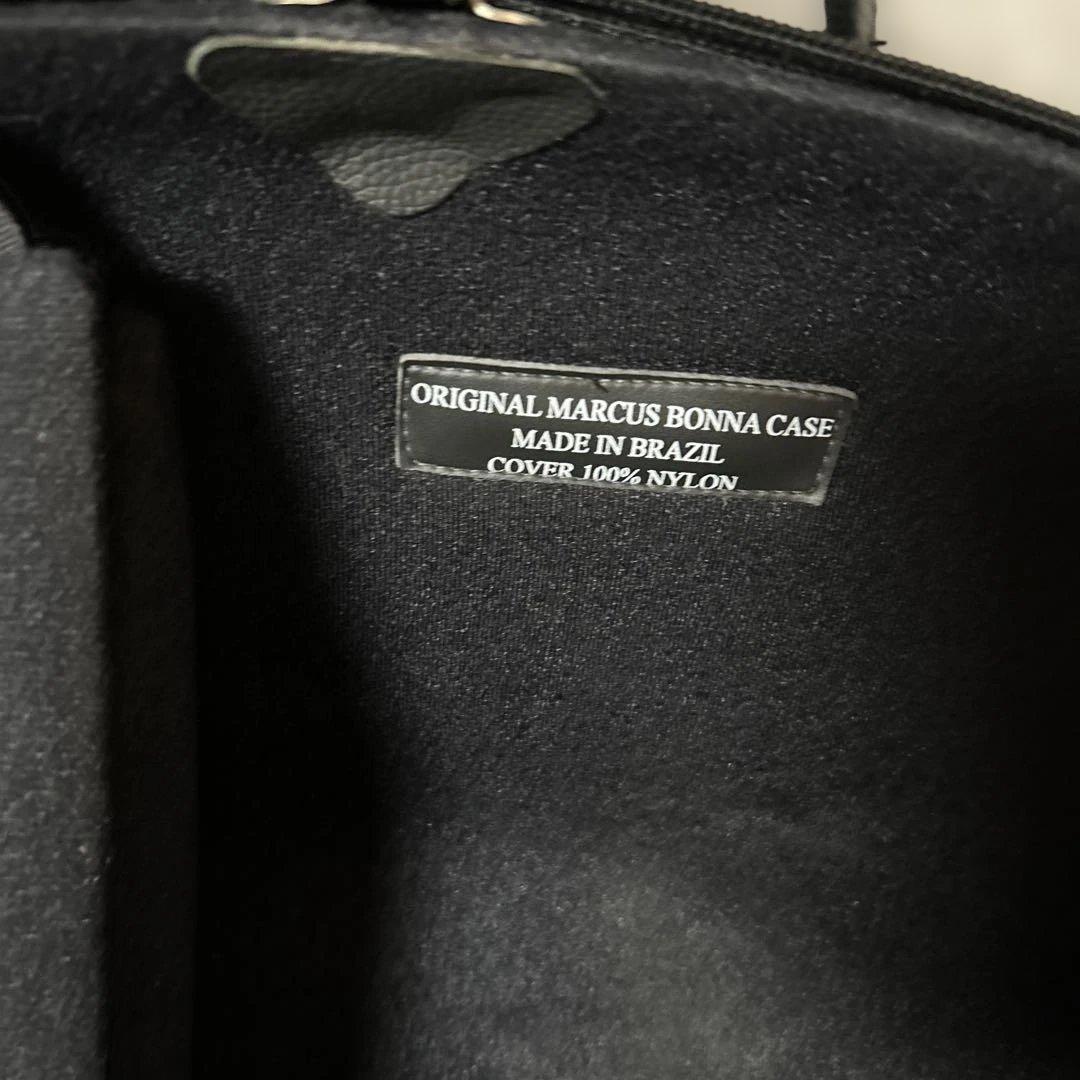 ORIGINAL MARCUS BONNA CASE
MADE IN BRAZIL
COVER 100% NYLON